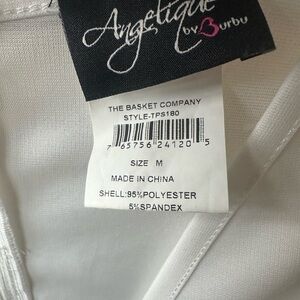 Angelique
by Burbu
THE BASKET COMPANY
STYLE-TPS180
7 65756 24120 5
SIZE M
MADE IN CHINA
SHELL:95%POLYESTER
5%SPANDEX